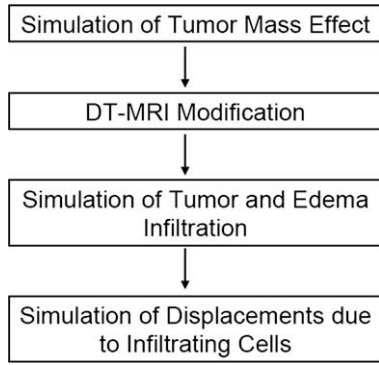 Simulation of Tumor Mass Effect
DT-MRI Modification
Simulation of Tumor and Edema
Infiltration
Simulation of Displacements due
to Infiltrating Cells